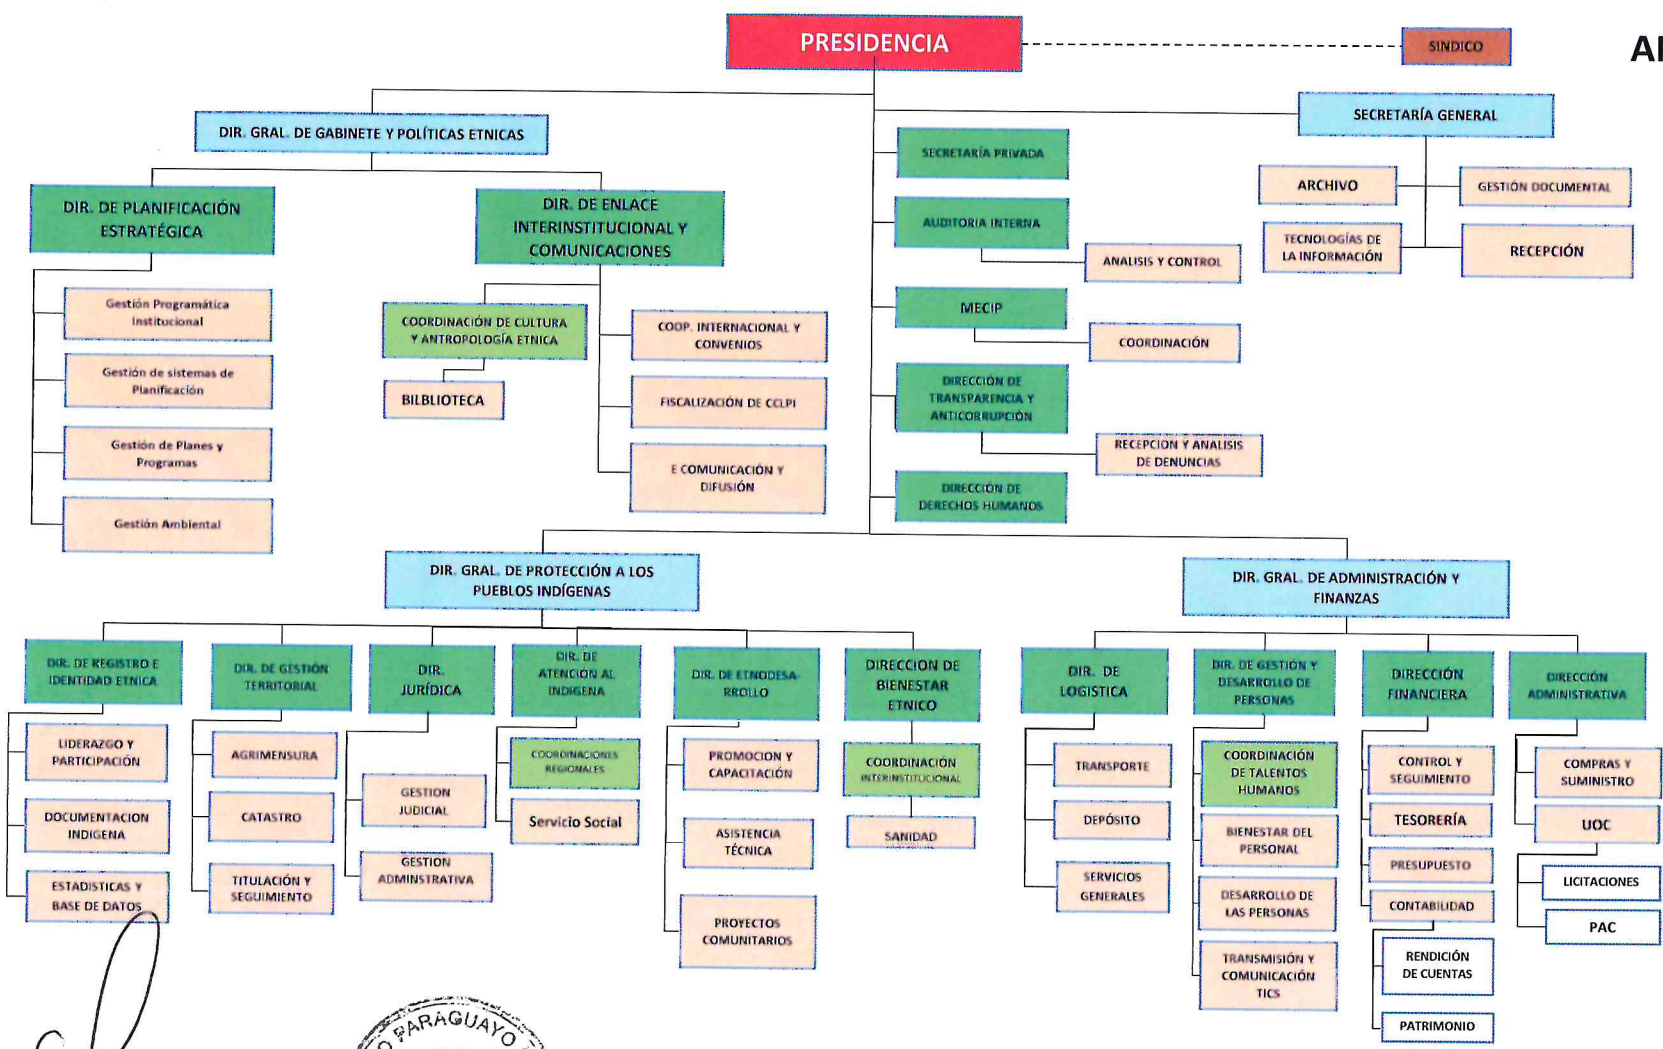 PRESIDENCIA
SINDICO
SECRETARÍA GENERAL
DIR. GRAL. DE GABINETE Y POLÍTICAS ETNICAS
SECRETARÍA PRIVADA
ARCHIVO
GESTIÓN DOCUMENTAL
DIR. DE PLANIFICACIÓN
ESTRATÉGICA
DIR. DE ENLACE
INTERINSTITUCIONAL Y
COMUNICACIONES
AUDITORIA INTERNA
TECNOLOGÍAS DE
LA INFORMACIÓN
RECEPCIÓN
ANALISIS Y CONTROL
Gestión Programática
Institucional
COORDINACIÓN DE CULTURA
Y ANTROPOLOGÍA ETNICA
COOP. INTERNACIONAL Y
CONVENIOS
MECIP
COORDINACIÓN
Gestión de sistemas de
Planificación
BILBLIOTECA
FISCALIZACIÓN DE CCLPI
DIRECCIÓN DE
TRANSPARENCIA Y
ANTICORRUPCIÓN
Gestión de Planes y
Programas
E COMUNICACIÓN Y
DIFUSIÓN
RECEPCION Y ANALISIS
DE DENUNCIAS
Gestión Ambiental
DIRECCIÓN DE
DERECHOS HUMANOS
DIR. GRAL. DE PROTECCIÓN A LOS
PUEBLOS INDÍGENAS
DIR. GRAL. DE ADMINISTRACIÓN Y
FINANZAS
DIR. DE REGISTRO E
IDENTIDAD ETNICA
DIR. DE GESTIÓN
TERRITORIAL
DIR.
JURÍDICA
DIR. DE
ATENCIÓN AL
INDIGENA
DIR. DE ETNODESA-
RROLLO
DIRECCION DE
BIENESTAR
ETNICO
DIR. DE
LOGISTICA
DIR. DE GESTIÓN Y
DESARROLLO DE
PERSONAS
DIRECCIÓN
FINANCIERA
DIRECCIÓN
ADMINISTRATIVA
LIDERAZGO Y
PARTICIPACIÓN
DOCUMENTACION
INDIGENA
ESTADISTICAS Y
BASE DE DATOS
AGRIMENSURA
CATASTRO
TITULACIÓN Y
SEGUIMIENTO
GESTION
JUDICIAL
GESTION
ADMINSTRATIVA
COORDINACIONES
REGIONALES
Servicio Social
PROMOCION Y
CAPACITACIÓN
ASISTENCIA
TÉCNICA
PROYECTOS
COMUNITARIOS
COORDINACIÓN
INTERINSTITUCIONAL
SANIDAD
TRANSPORTE
DEPÓSITO
SERVICIOS
GENERALES
COORDINACIÓN
DE TALENTOS
HUMANOS
BIENESTAR DEL
PERSONAL
DESARROLLO DE
LAS PERSONAS
TRANSMISIÓN Y
COMUNICACIÓN
TICS
CONTROL Y
SEGUIMIENTO
TESORERÍA
PRESUPUESTO
CONTABILIDAD
RENDICIÓN
DE CUENTAS
PATRIMONIO
COMPRAS Y
SUMINISTRO
UOC
LICITACIONES
PAC
PARAGUAYO